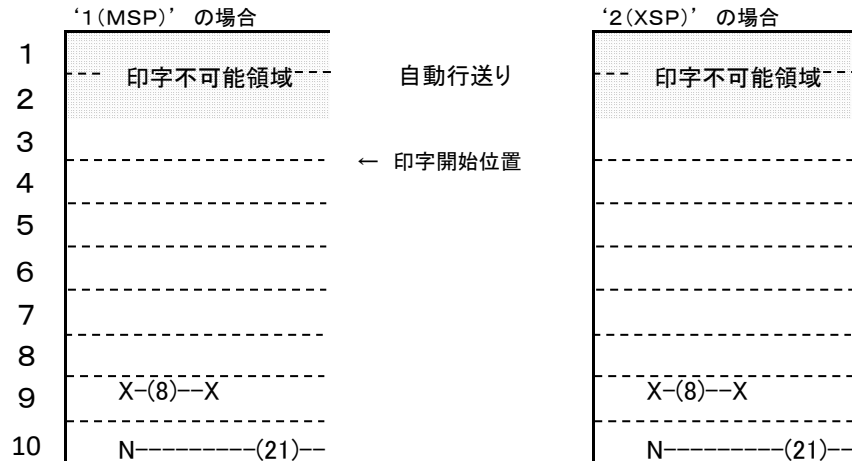 ‘1(MSP)’ の場合 ‘2(XSP)’ の場合
1
印字不可能領域 自動行送り 印字不可能領域
2
3
← 印字開始位置
4
5
6
7
8
9 X-(8)--X X-(8)--X
10 N---------(21)-- N---------(21)--